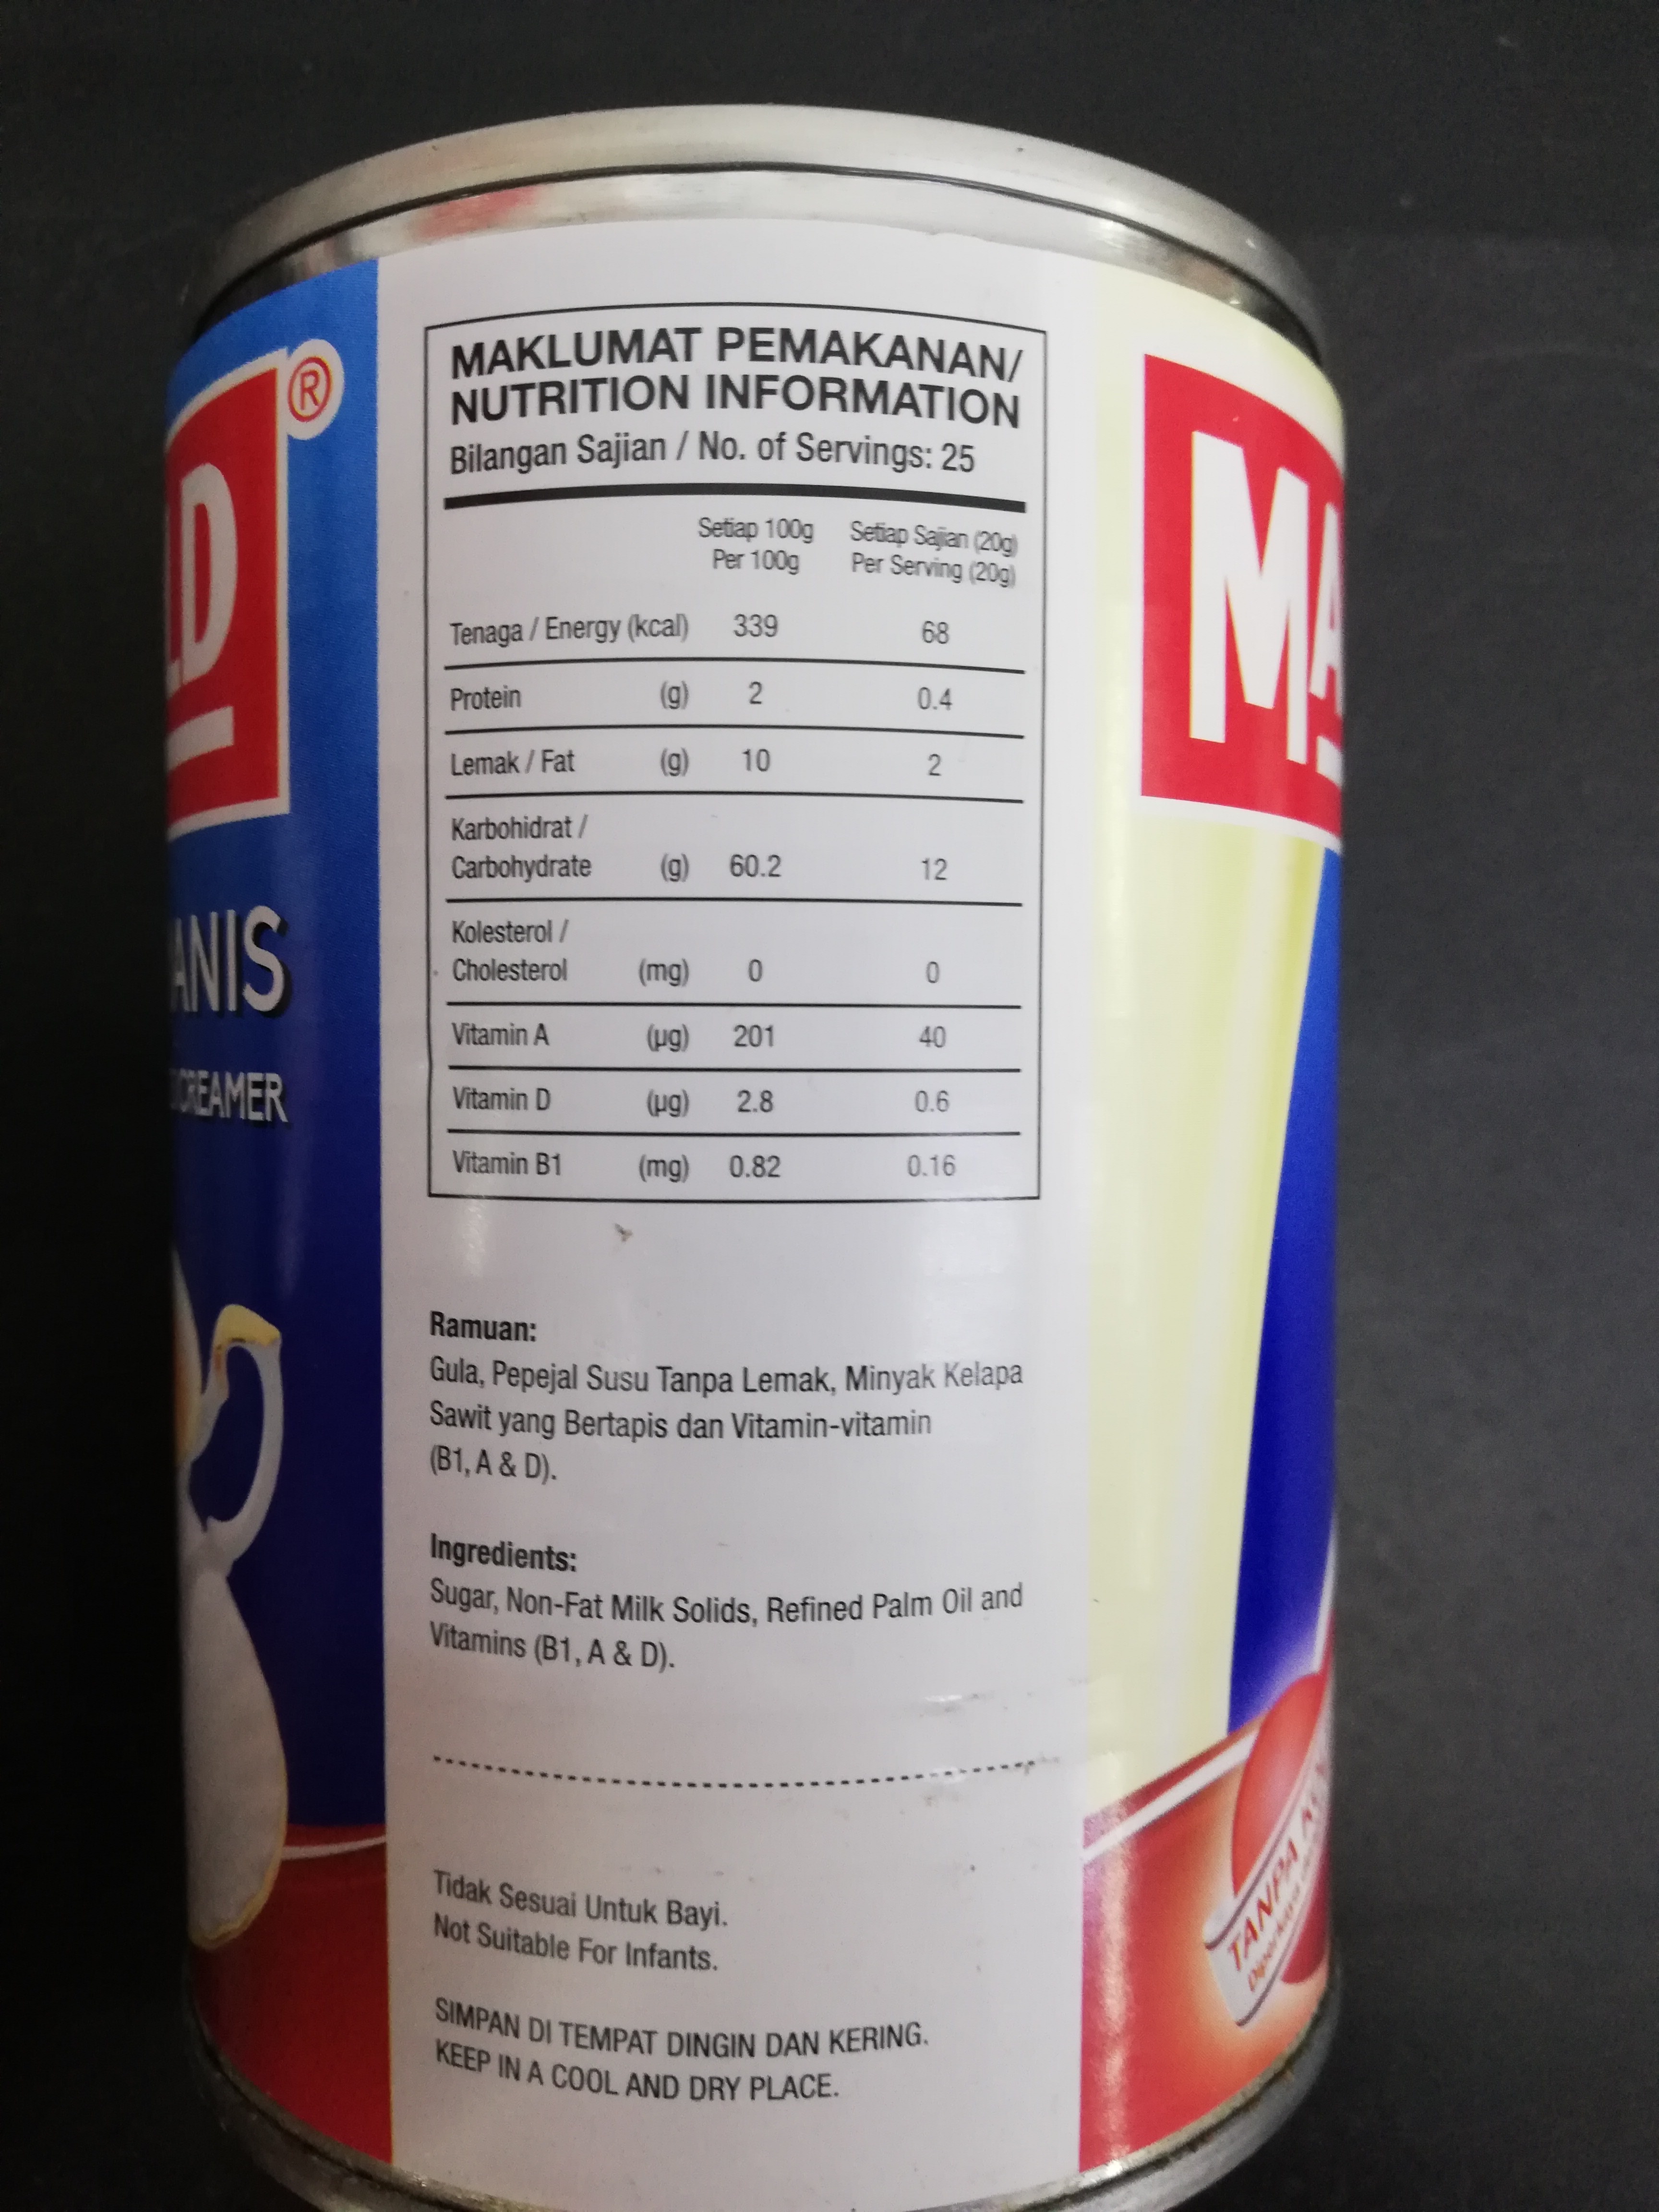 MAKLUMAT PEMAKANAN/
NUTRITION INFORMATION
Bilangan Sajian / No. of Servings: 25
Setiap 100g Setiap Sajian (20g)
Per 100g Per Serving (20g)
Tenaga / Energy (kcal) 339 68
Protein (g) 2 0.4
Lemak / Fat (g) 10 2
Karbohidrat /
Carbohydrate (g) 60.2 12
Kolesterol /
Cholesterol (mg) 0 0
Vitamin A (µg) 201 40
Vitamin D (µg) 2.8 0.6
Vitamin B1 (mg) 0.82 0.16
Ramuan:
Gula, Pepejal Susu Tanpa Lemak, Minyak Kelapa
Sawit yang Bertapis dan Vitamin-vitamin
(B1, A & D).
Ingredients:
Sugar, Non-Fat Milk Solids, Refined Palm Oil and
Vitamins (B1, A & D).
Tidak Sesuai Untuk Bayi.
Not Suitable For Infants.
SIMPAN DI TEMPAT DINGIN DAN KERING.
KEEP IN A COOL AND DRY PLACE.
LD®
ANIS
CREAMER
MA
TANPA